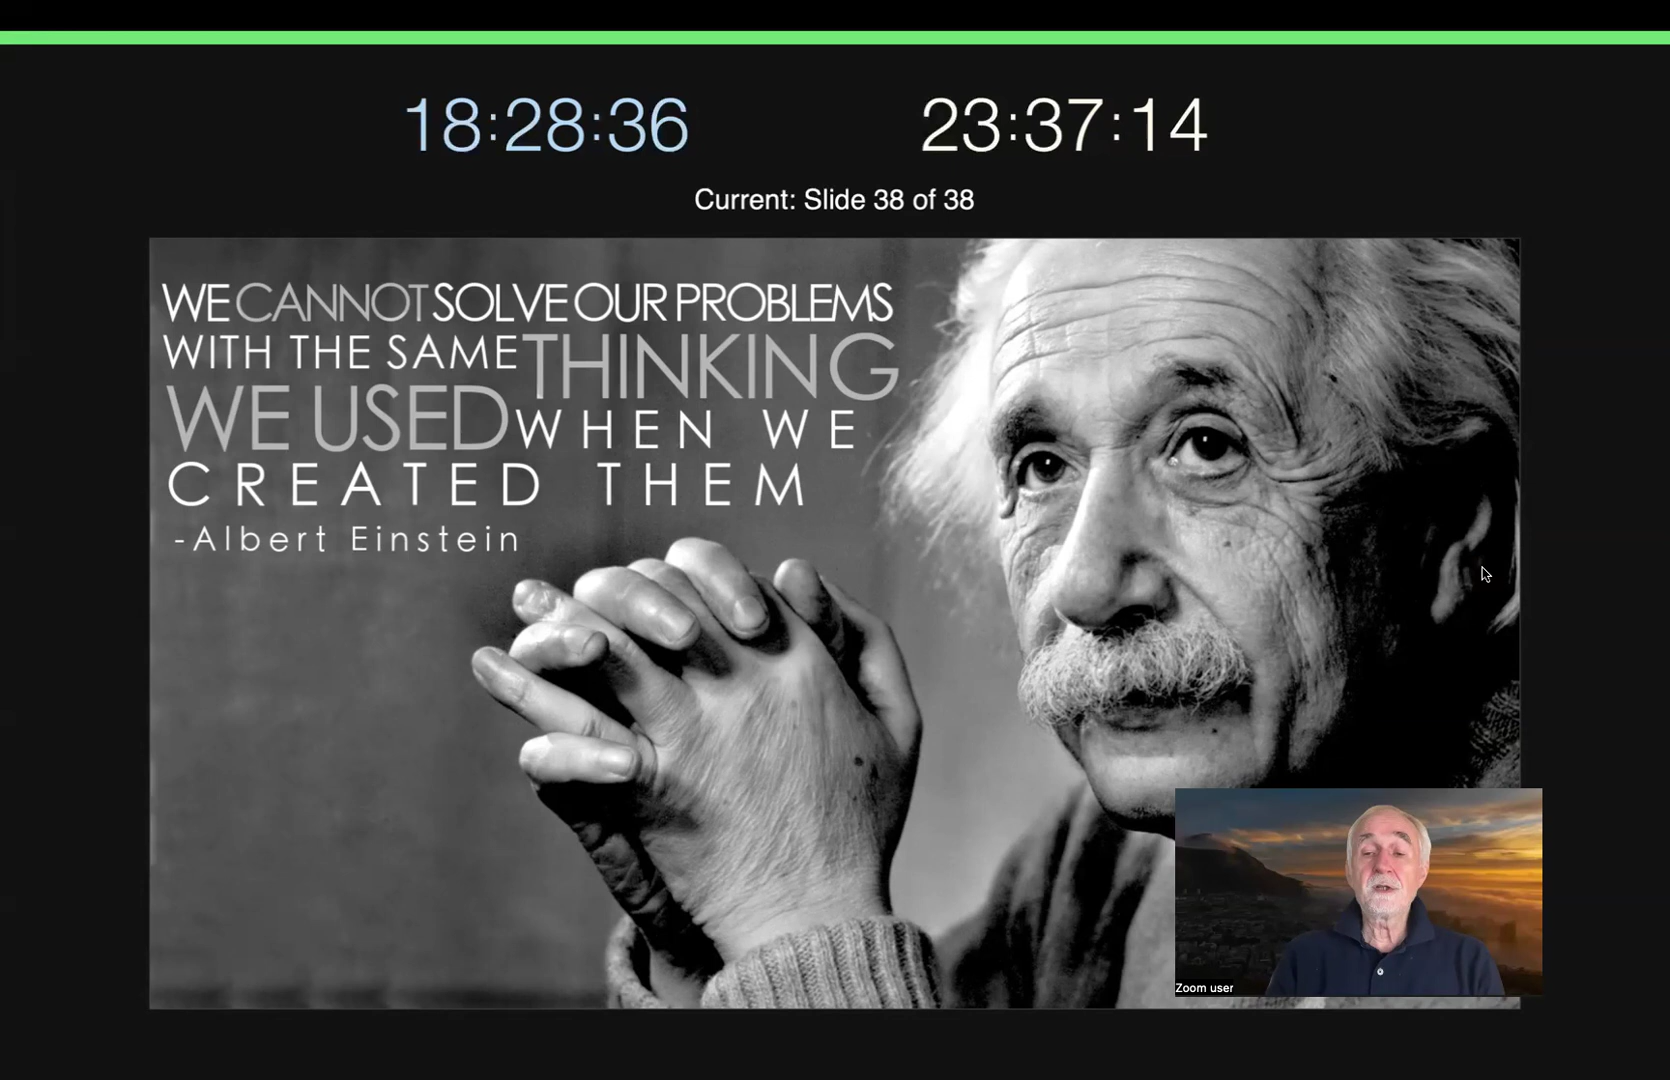 18:28:36
23:37:14
Current: Slide 38 of 38
WE CANNOT SOLVE OUR PROBLEMS
WITH THE SAME THINKING
WE USED WHEN WE
CREATED THEM
-Albert Einstein
Zoom user